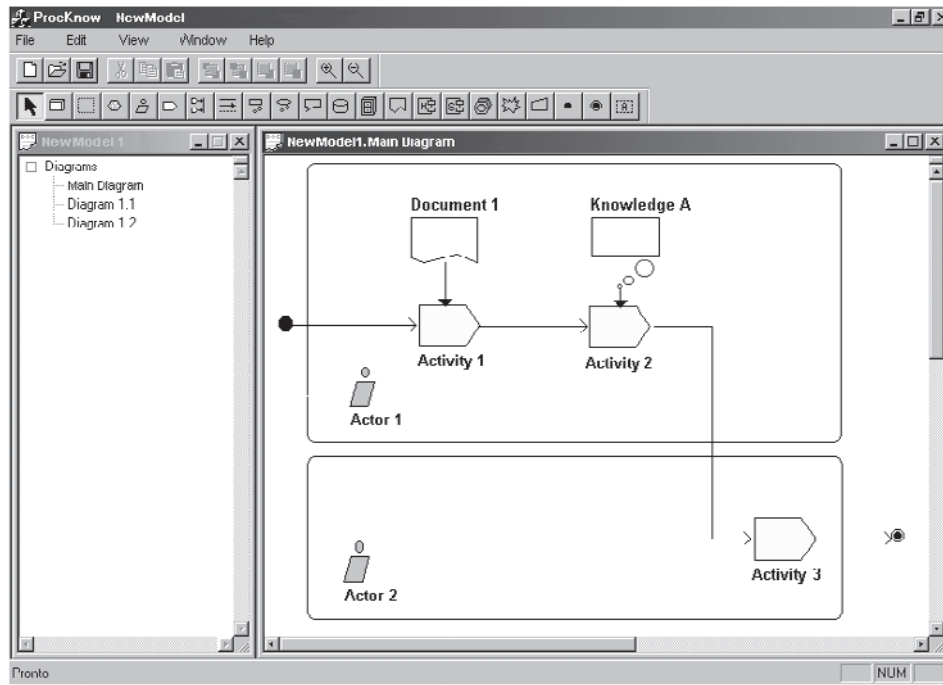 ProcKnow NewModel
File Edit View Window Help
NewModel 1
Diagrams
Main Diagram
Diagram 1.1
Diagram 1.2
NewModel1.Main Diagram
Document 1
Knowledge A
Activity 1
Activity 2
Actor 1
Activity 3
Actor 2
Pronto
NUM